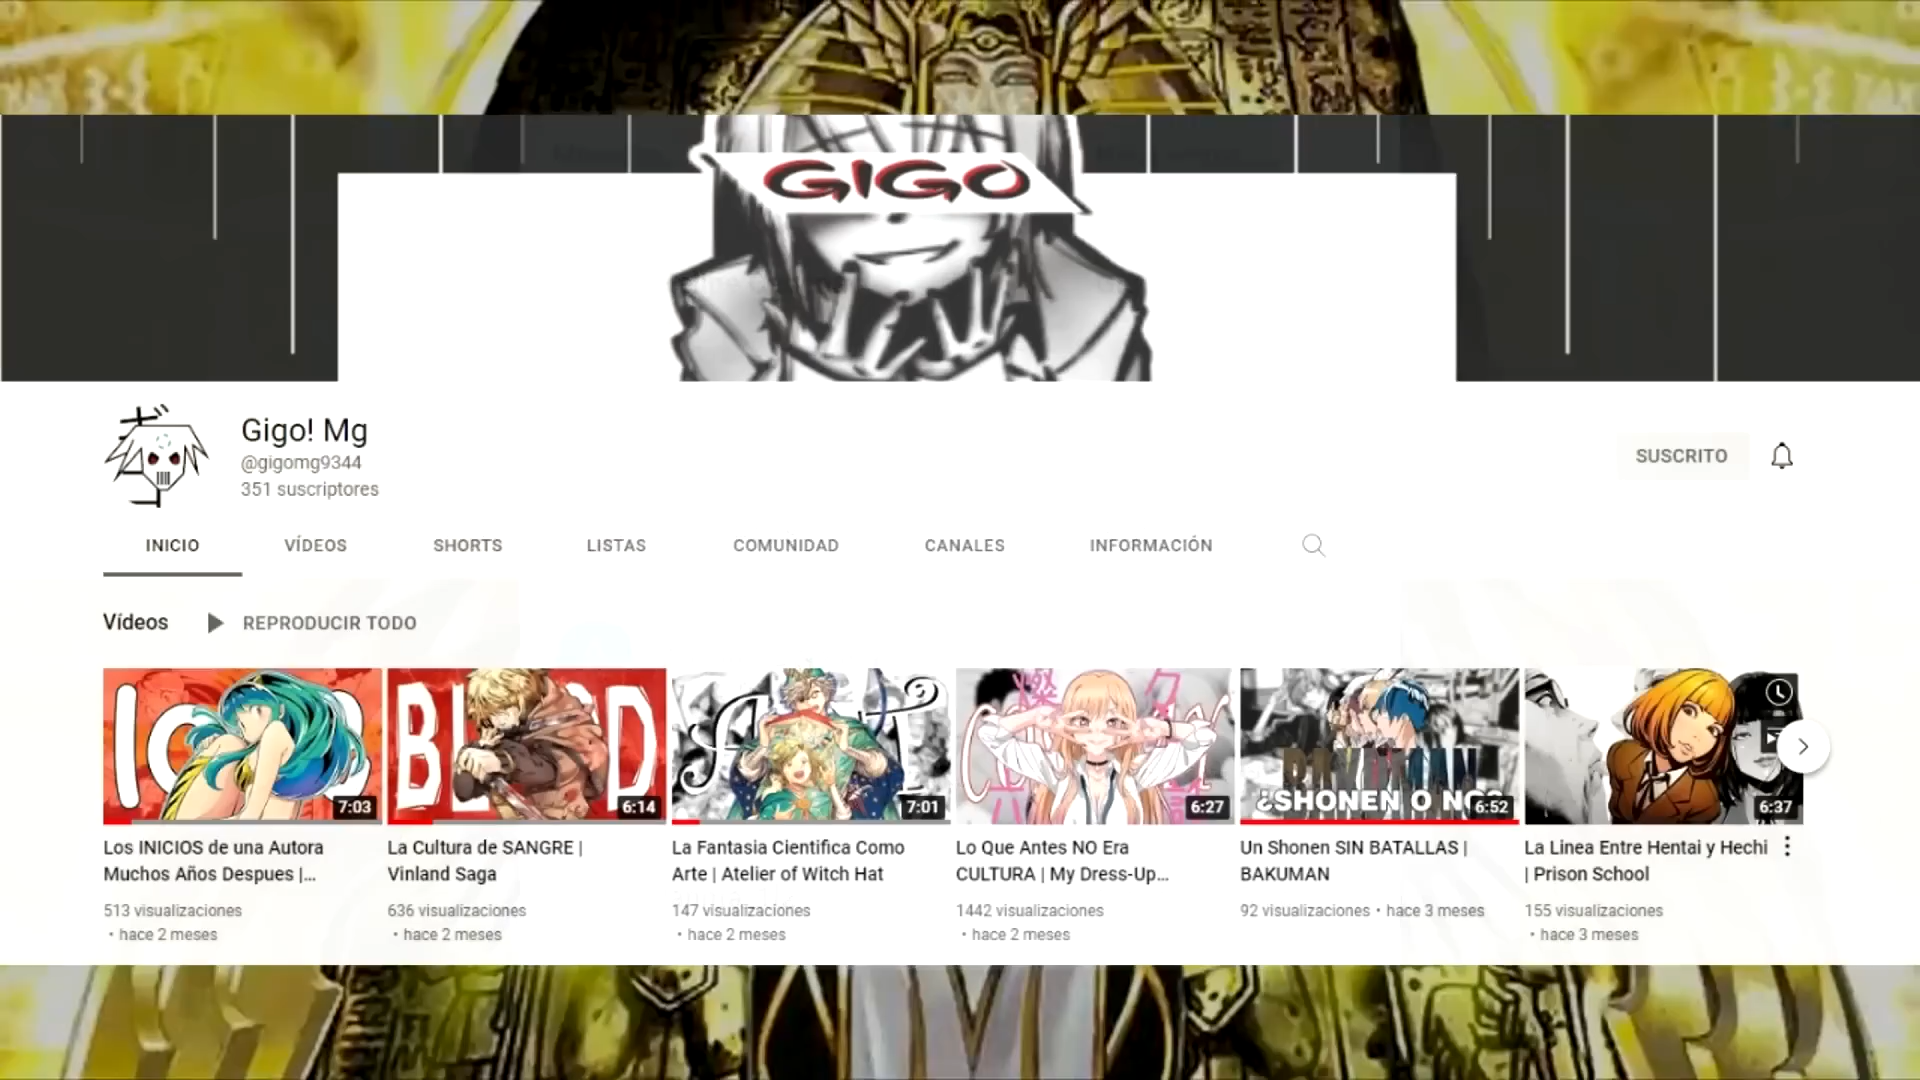 GIGO
Gigo! Mg
@gigomg9344
351 suscriptores
SUSCRITO
INICIO VÍDEOS SHORTS LISTAS COMUNIDAD CANALES INFORMACIÓN
Vídeos REPRODUCIR TODO
BAKUMAN
¿SHONEN O NO?
7:03 6:14 7:01 6:27 6:52 6:37
Los INICIOS de una Autora
Muchos Años Despues |...
513 visualizaciones
• hace 2 meses
La Cultura de SANGRE |
Vinland Saga
636 visualizaciones
• hace 2 meses
La Fantasia Cientifica Como
Arte | Atelier of Witch Hat
147 visualizaciones
• hace 2 meses
Lo Que Antes NO Era
CULTURA | My Dress-Up...
1442 visualizaciones
• hace 2 meses
Un Shonen SIN BATALLAS |
BAKUMAN
92 visualizaciones • hace 3 meses
La Linea Entre Hentai y Hechi
| Prison School
155 visualizaciones
• hace 3 meses